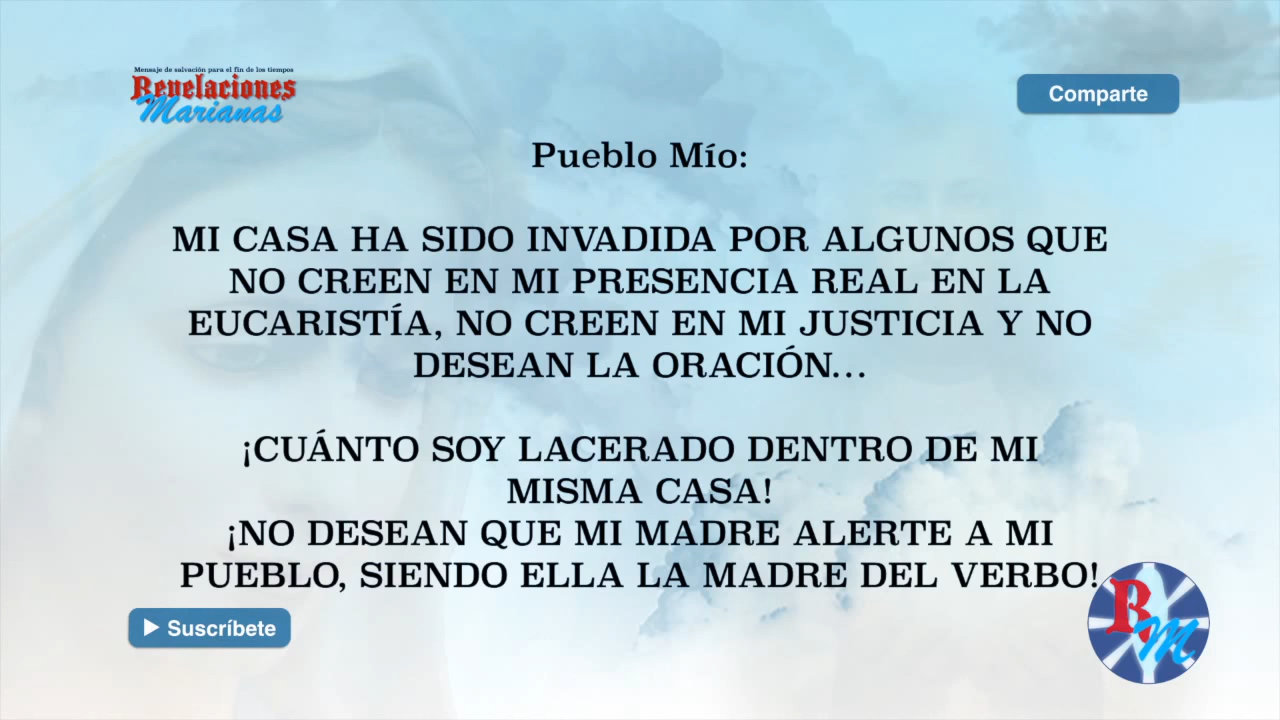 Mensaje de salvación para el fin de los tiempos
Revelaciones
Marianas
Comparte
Pueblo Mío:
MI CASA HA SIDO INVADIDA POR ALGUNOS QUE
NO CREEN EN MI PRESENCIA REAL EN LA
EUCARISTÍA, NO CREEN EN MI JUSTICIA Y NO
DESEAN LA ORACIÓN...
¡CUÁNTO SOY LACERADO DENTRO DE MI
MISMA CASA!
¡NO DESEAN QUE MI MADRE ALERTE A MI
PUEBLO, SIENDO ELLA LA MADRE DEL VERBO!
Suscríbete
RM